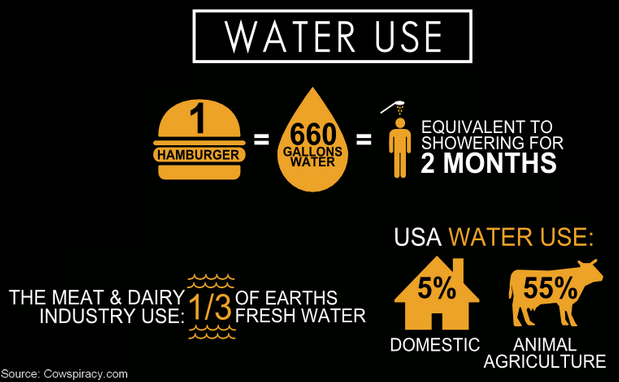 WATER USE
1
HAMBURGER
=
660
GALLONS
WATER
=
EQUIVALENT TO
SHOWERING FOR
2 MONTHS
USA WATER USE:
5%
DOMESTIC
55%
ANIMAL
AGRICULTURE
THE MEAT & DAIRY
INDUSTRY USE:
1/3
OF EARTHS
FRESH WATER
Source: Cowspiracy.com